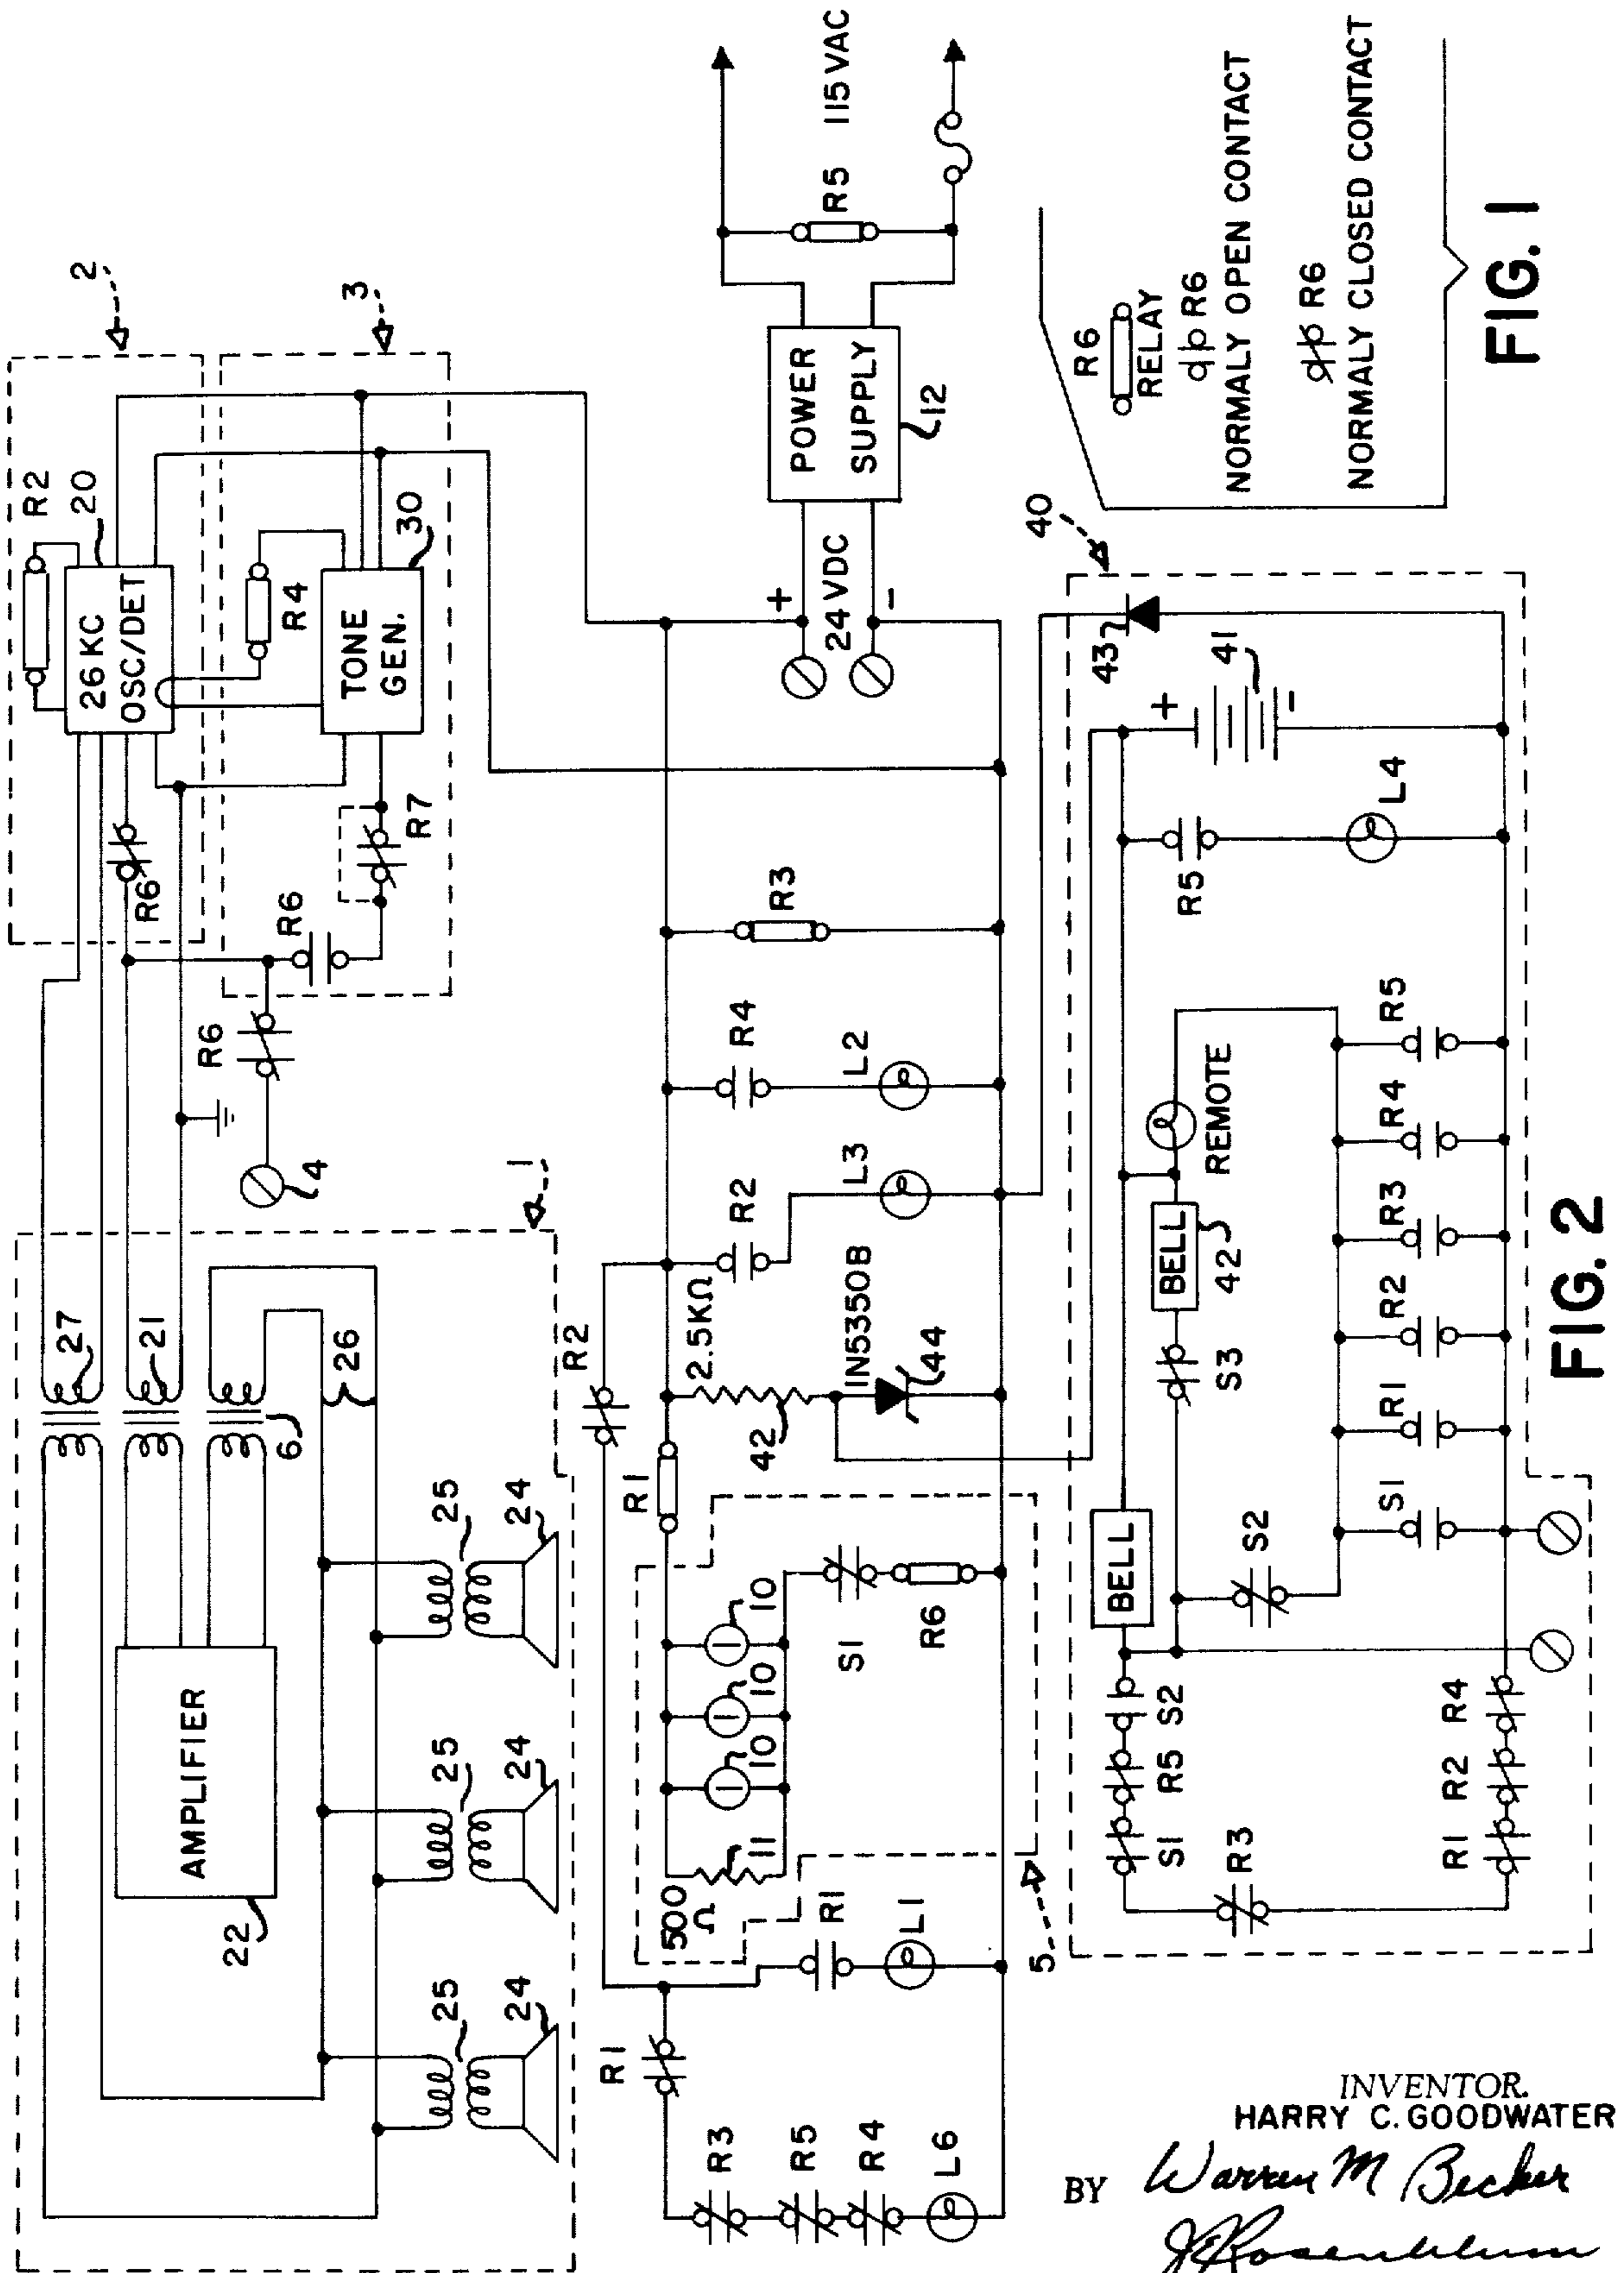 2
R2
20
26 KC
OSC/DET
R6
3
R4
TONE
GEN.
30
R6
R7
R6
4
1
27
21
6
26
AMPLIFIER
22
25
24
25
24
25
24
115 VAC
R5
POWER
SUPPLY
12
+
24 VDC
-
R3
R4
L2
R2
L3
R2
2.5KΩ
42
IN5350B
44
R1
10
10
10
11
500
Ω
S1
R6
5
R1
L1
R1
R3
R5
R4
L6
40
43
41
+
-
R5
L4
REMOTE
BELL
42
S3
BELL
S2
S1
R1
R2
R3
R4
R5
S2
R5
S1
R3
R1
R2
R4
FIG. 2
R6
RELAY
R6
NORMALY OPEN CONTACT
R6
NORMALY CLOSED CONTACT
FIG. 1
INVENTOR.
HARRY C. GOODWATER
BY Warren M Becker
J Rosenblum